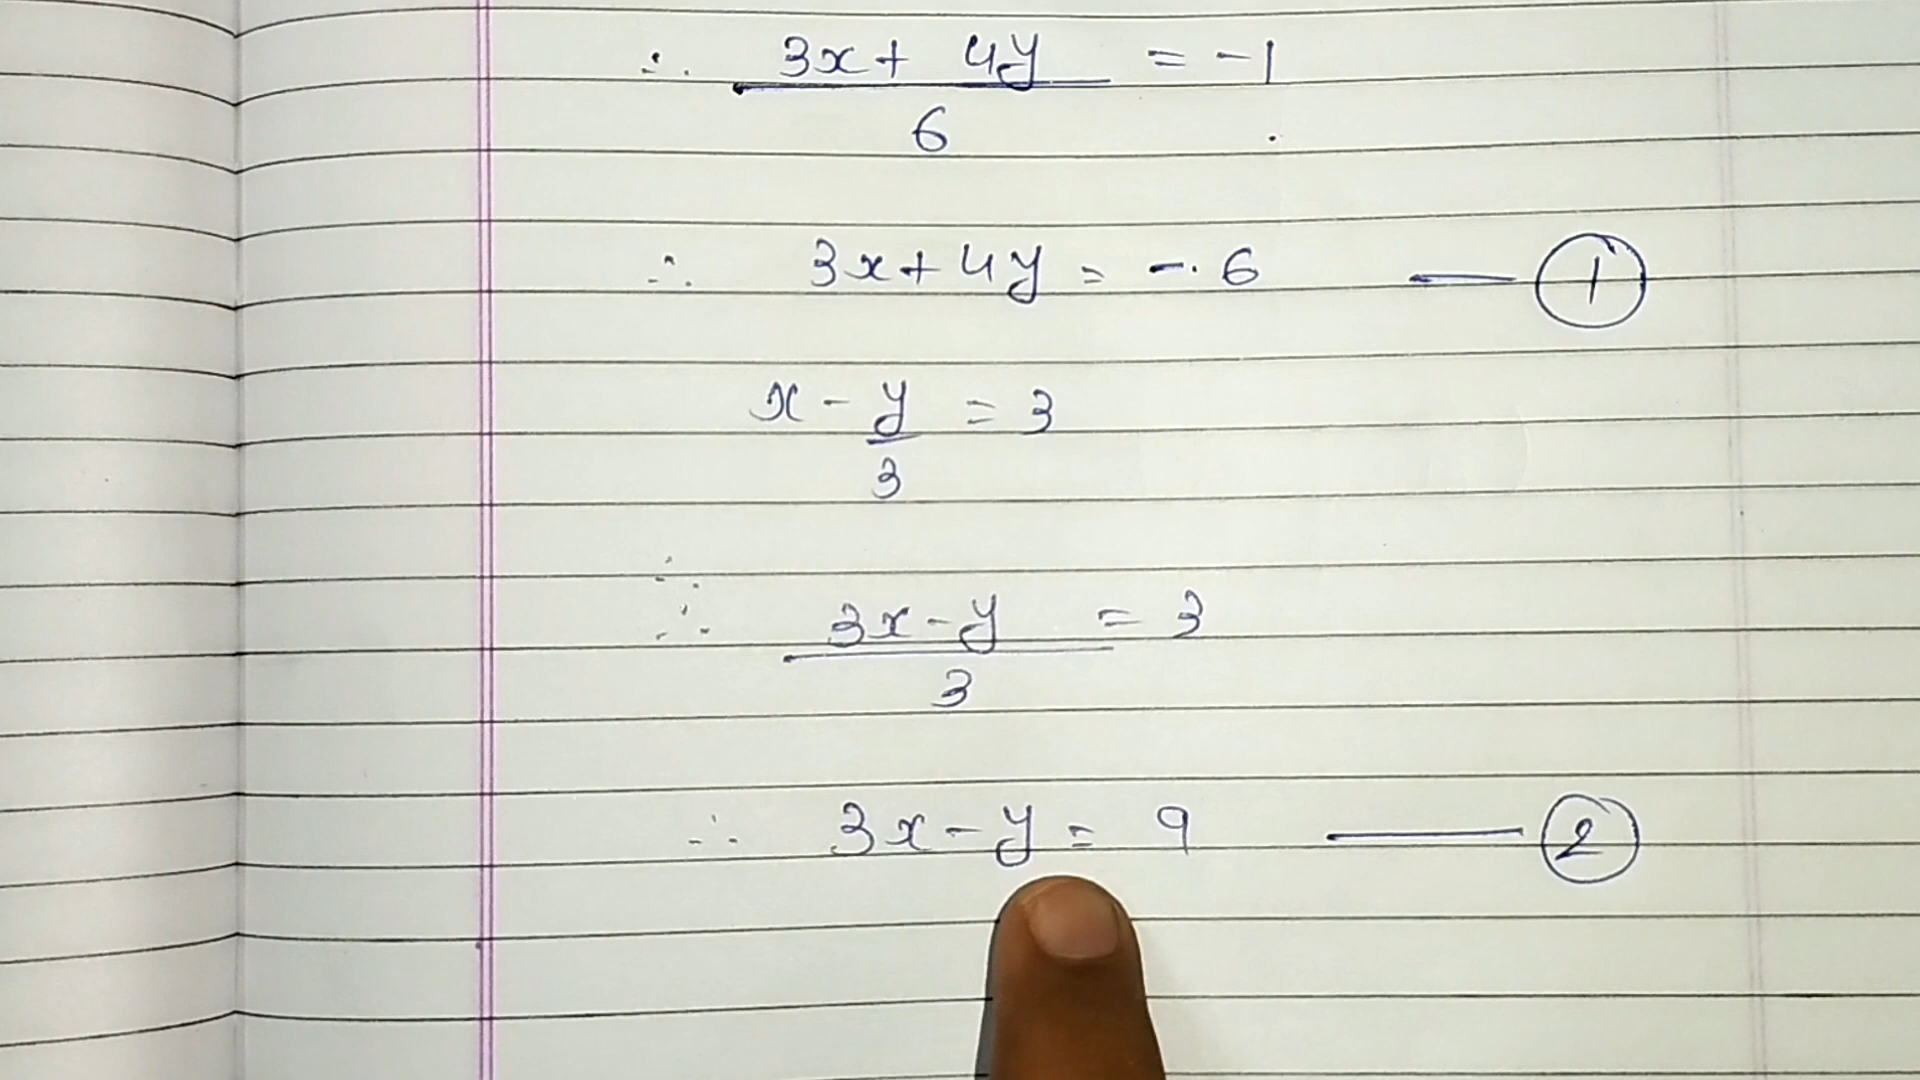 ∴ 3x + 4y / 6 = -1
∴ 3x + 4y = -6 — ①
x - y/3 = 3
∴ 3x - y / 3 = 3
∴ 3x - y = 9 — ②